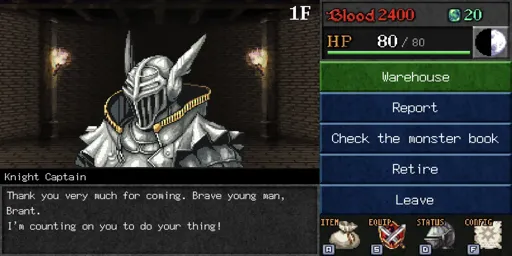 1F
Blood 2400
20
HP 80 / 80
Warehouse
Report
Check the monster book
Retire
Leave
Knight Captain
Thank you very much for coming. Brave young man,
Brant.
I'm counting on you to do your thing!
ITEM EQUIP STATUS CONFIG
A S D F